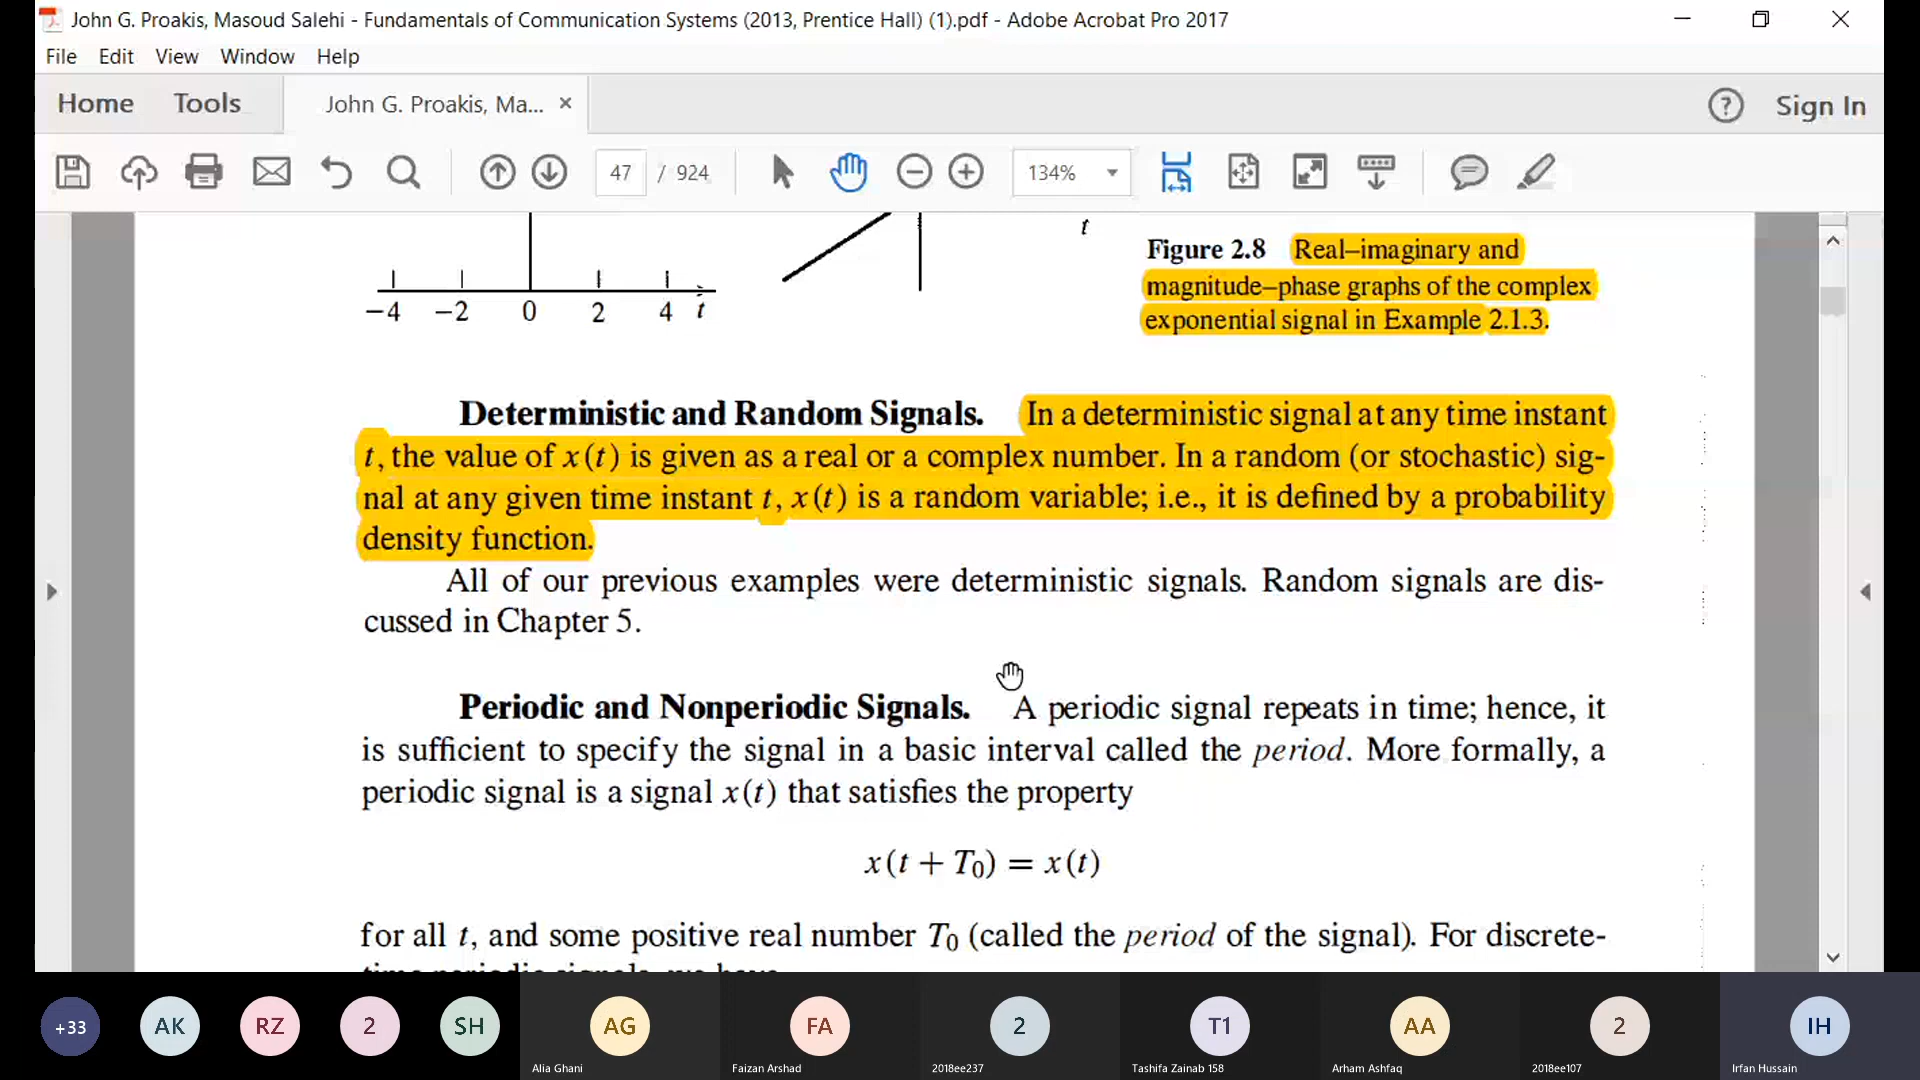 John G. Proakis, Masoud Salehi - Fundamentals of Communication Systems (2013, Prentice Hall) (1).pdf - Adobe Acrobat Pro 2017
File Edit View Window Help
Home Tools John G. Proakis, Ma... × ? Sign In
47 / 924 134%
t
−4 −2 0 2 4 t
Figure 2.8 Real–imaginary and
magnitude–phase graphs of the complex
exponential signal in Example 2.1.3.
Deterministic and Random Signals. In a deterministic signal at any time instant
t, the value of x(t) is given as a real or a complex number. In a random (or stochastic) sig-
nal at any given time instant t, x(t) is a random variable; i.e., it is defined by a probability
density function.
All of our previous examples were deterministic signals. Random signals are dis-
cussed in Chapter 5.
Periodic and Nonperiodic Signals. A periodic signal repeats in time; hence, it
is sufficient to specify the signal in a basic interval called the period. More formally, a
periodic signal is a signal x(t) that satisfies the property
x(t + T0) = x(t)
for all t, and some positive real number T0 (called the period of the signal). For discrete-
time periodic signals, we have
+33 AK RZ 2 SH AG FA 2 T1 AA 2 IH
Alia Ghani Faizan Arshad 2018ee237 Tashifa Zainab 158 Arham Ashfaq 2018ee107 Irfan Hussain